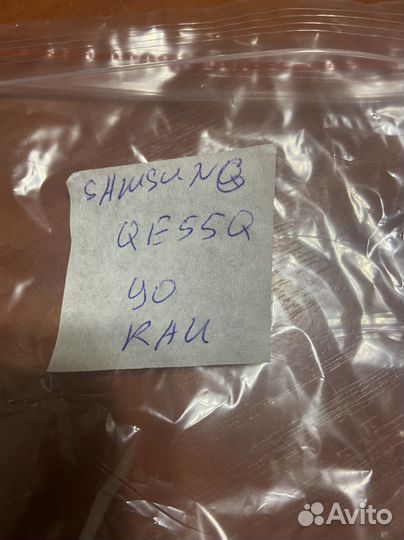 SAMSUNG
QE55Q
90
RAU
Avito